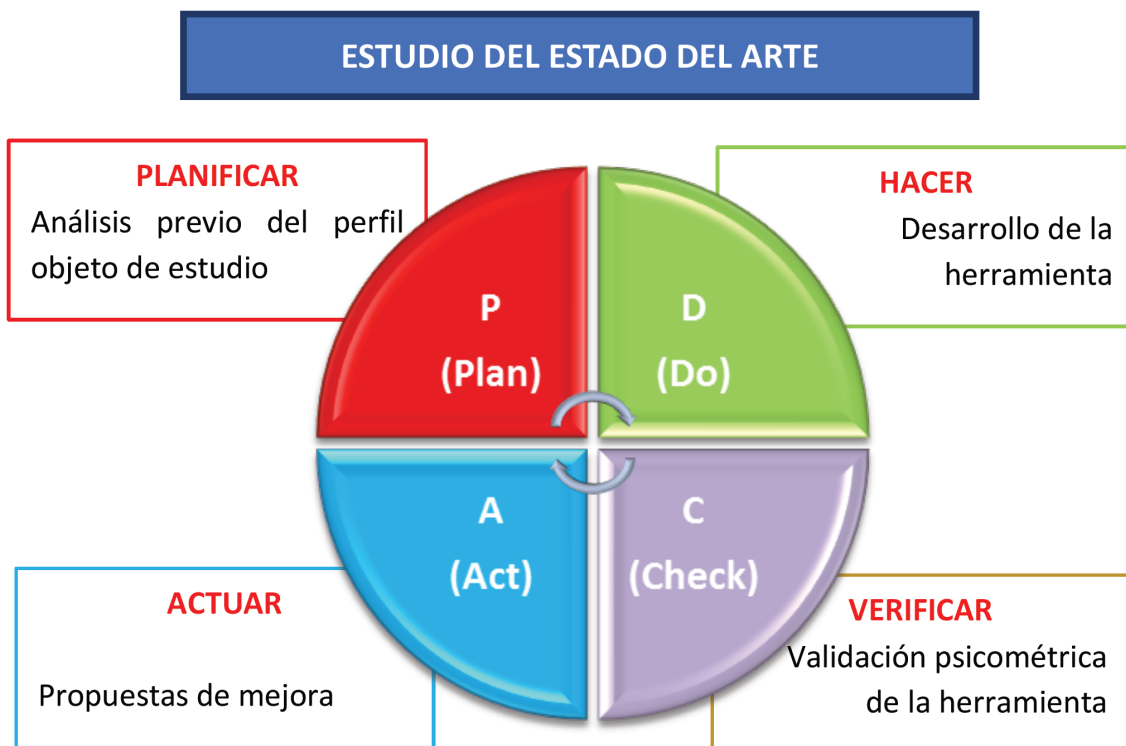 ESTUDIO DEL ESTADO DEL ARTE
PLANIFICAR
Análisis previo del perfil
objeto de estudio
HACER
Desarrollo de la
herramienta
P
(Plan)
D
(Do)
A
(Act)
C
(Check)
ACTUAR
Propuestas de mejora
VERIFICAR
Validación psicométrica
de la herramienta